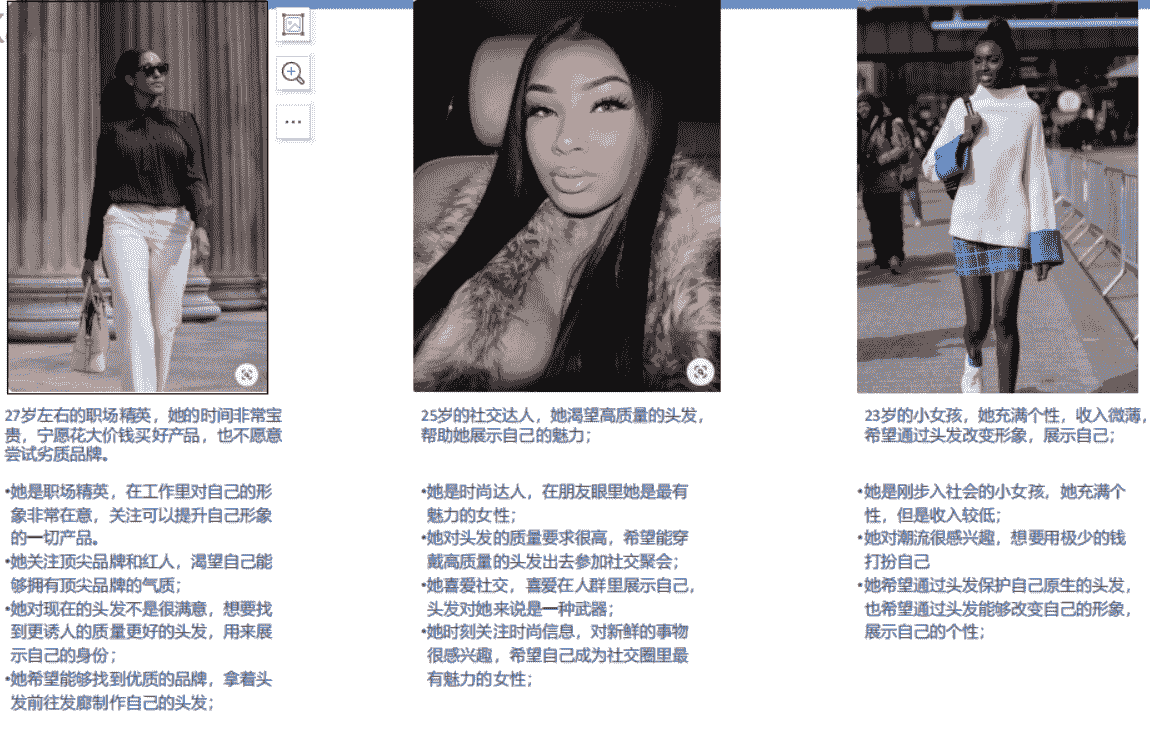 27岁左右的职场精英，她的时间非常宝
贵，宁愿花大价钱买好产品，也不愿意
尝试劣质品牌。
•她是职场精英，在工作里对自己的形
象非常在意，关注可以提升自己形象
的一切产品。
•她关注顶尖品牌和红人，渴望自己能
够拥有顶尖品牌的气质；
•她对现在的头发不是很满意，想要找
到更诱人的质量更好的头发，用来展
示自己的身份；
•她希望能够找到优质的品牌，拿着头
发前往发廊制作自己的头发；
25岁的社交达人，她渴望高质量的头发，
帮助她展示自己的魅力；
•她是时尚达人，在朋友眼里她是最有
魅力的女性；
•她对头发的质量要求很高，希望能穿
戴高质量的头发出去参加社交聚会；
•她喜爱社交，喜爱在人群里展示自己，
头发对她来说是一种武器；
•她时刻关注时尚信息，对新鲜的事物
很感兴趣，希望自己成为社交圈里最
有魅力的女性；
23岁的小女孩，她充满个性，收入微薄，
希望通过头发改变形象，展示自己；
•她是刚步入社会的小女孩，她充满个
性，但是收入较低；
•她对潮流很感兴趣，想要用极少的钱
打扮自己
•她希望通过头发保护自己原生的头发，
也希望通过头发能够改变自己的形象，
展示自己的个性；